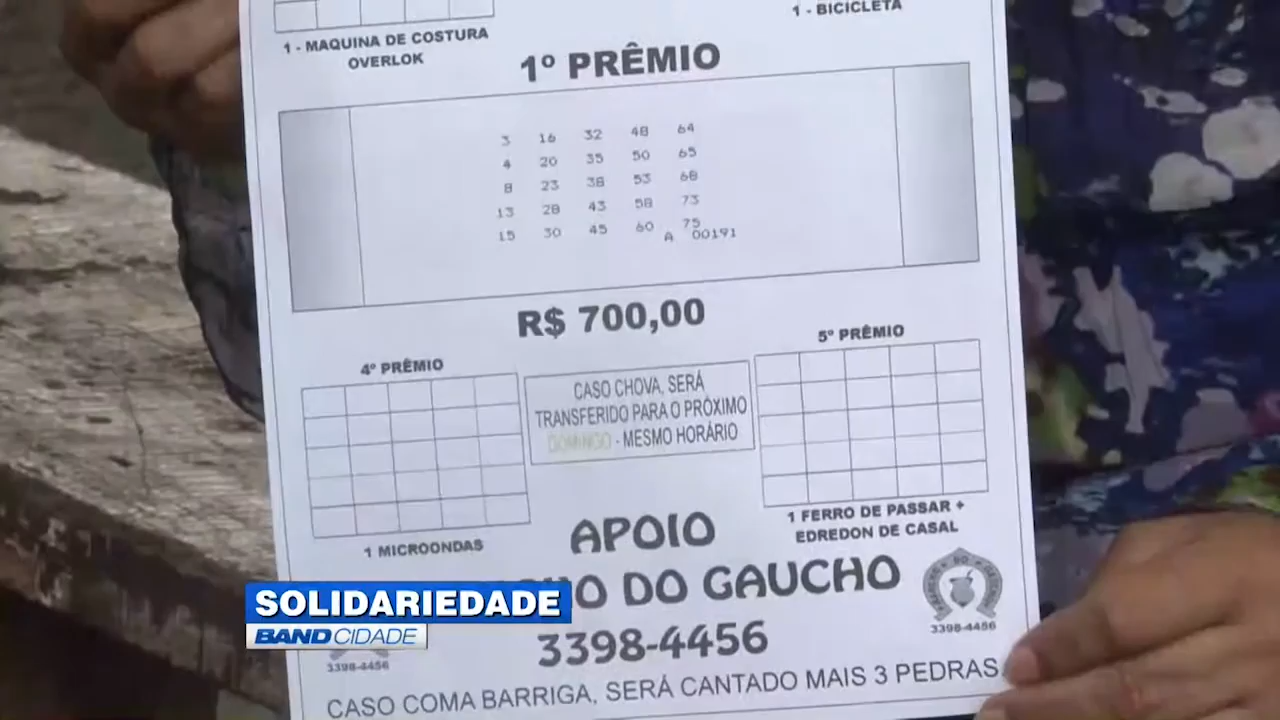 1 - BICICLETA
1 - MAQUINA DE COSTURA
OVERLOK
1º PRÊMIO
3 16 32 48 64
4 20 35 50 65
8 23 38 53 68
13 28 43 58 73
15 30 45 60 75
A 00191
R$ 700,00
4º PRÊMIO
5º PRÊMIO
CASO CHOVA, SERÁ
TRANSFERIDO PARA O PRÓXIMO
DOMINGO - MESMO HORÁRIO
1 MICROONDAS
1 FERRO DE PASSAR +
EDREDON DE CASAL
APOIO
DO GAUCHO
3398-4456
3398-4456
3398-4456
CASO COMA BARRIGA, SERÁ CANTADO MAIS 3 PEDRAS
SOLIDARIEDADE
BAND CIDADE